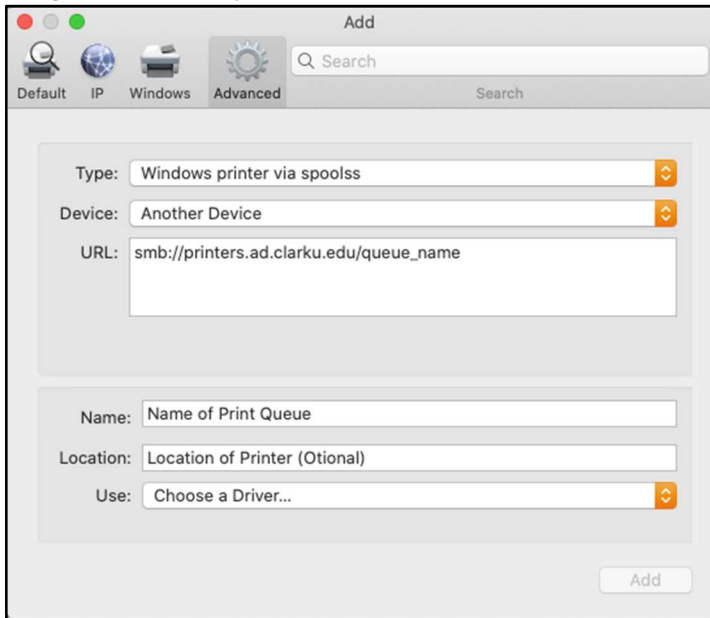 Add
Search
Default IP Windows Advanced Search
Type: Windows printer via spoolss
Device: Another Device
URL: smb://printers.ad.clarku.edu/queue_name
Name: Name of Print Queue
Location: Location of Printer (Otional)
Use: Choose a Driver...
Add